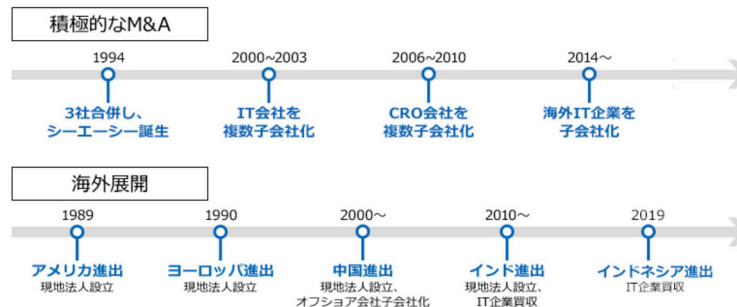 積極的なM&A
1994
2000~2003
2006~2010
2014～
3社合併し、
シーエーシー誕生
IT会社を
複数子会社化
CRO会社を
複数子会社化
海外IT企業を
子会社化
海外展開
1989
1990
2000～
2010～
2019
アメリカ進出
現地法人設立
ヨーロッパ進出
現地法人設立
中国進出
現地法人設立、
オフショア会社子会社化
インド進出
現地法人設立、
IT企業買収
インドネシア進出
IT企業買収